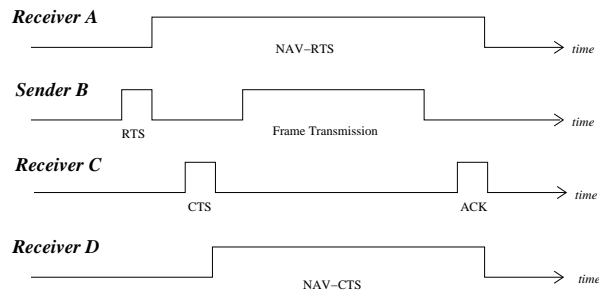 Receiver A
NAV–RTS
time
Sender B
RTS
Frame Transmission
time
Receiver C
CTS
ACK
time
Receiver D
NAV–CTS
time